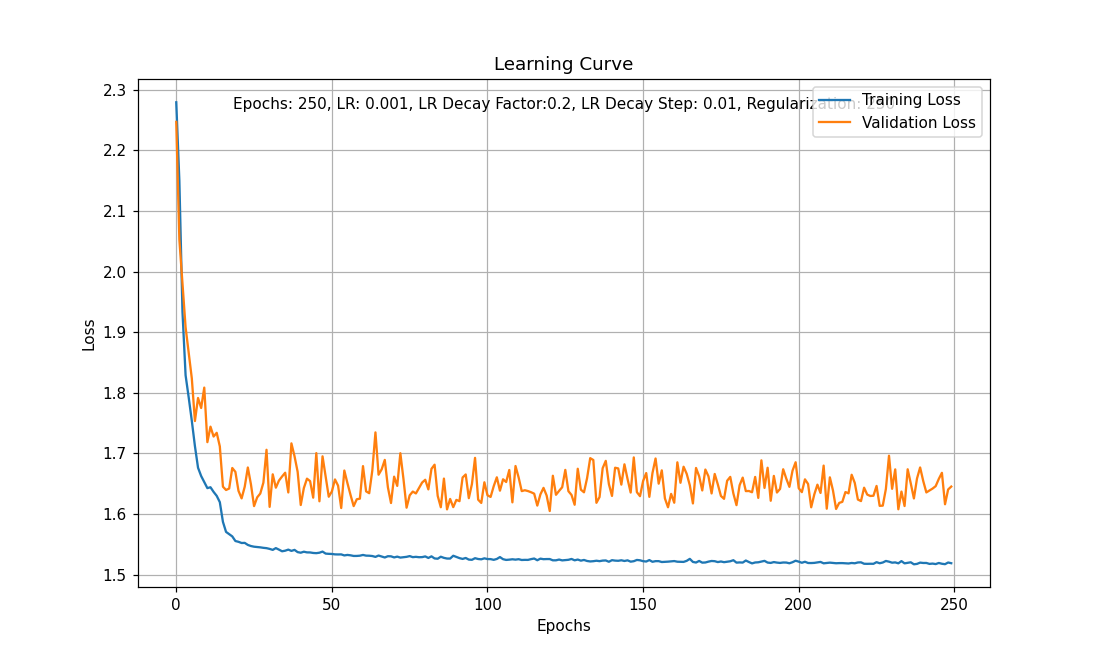 Learning Curve
2.3
2.2
2.1
2.0
1.9
1.8
1.7
1.6
1.5
Loss
Epochs: 250, LR: 0.001, LR Decay Factor:0.2, LR Decay Step: 0.01, Regularization: 250
Training Loss
Validation Loss
0 50 100 150 200 250
Epochs